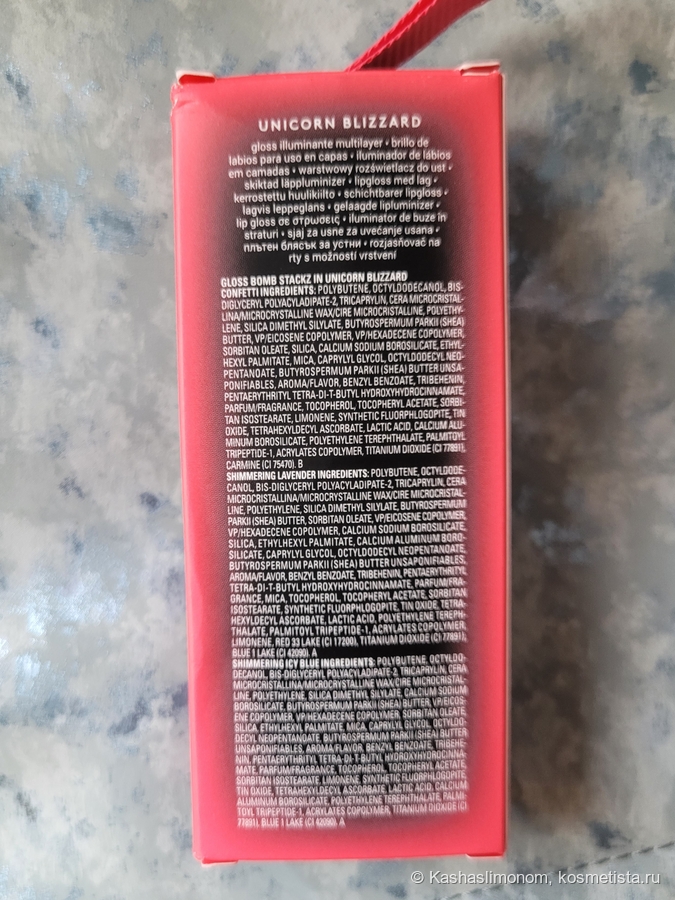 UNICORN BLIZZARD
gloss illuminante multilayer • brillo de
labios para uso en capas • iluminador de lábios
em camadas • warstwowy rozświetlacz do ust •
skiktad läppluminizer • lipgloss med lag •
kerrostettu huulikiilto • schichtbarer lipgloss •
lagvis leppeglans • gelaagde lipluminizer •
lip gloss σε στρωσεις • iluminator de buze în
straturi • sjaj za usne za uvećanje usana •
плътен блясък за устни • rozjasňovač na
rty s možností vrstvení
GLOSS BOMB STACKZ IN UNICORN BLIZZARD
CONFETTI INGREDIENTS: POLYBUTENE, OCTYLDODECANOL, BIS-
DIGLYCERYL POLYACYLADIPATE-2, TRICAPRYLIN, CERA MICROCRISTAL-
LINA/MICROCRYSTALLINE WAX/CIRE MICROCRISTALLINE, POLYETHY-
LENE, SILICA DIMETHYL SILYLATE, BUTYROSPERMUM PARKII (SHEA)
BUTTER, VP/EICOSENE COPOLYMER, VP/HEXADECENE COPOLYMER,
SORBITAN OLEATE, SILICA, CALCIUM SODIUM BOROSILICATE, ETHYL-
HEXYL PALMITATE, MICA, CAPRYLYL GLYCOL, OCTYLDODECYL NEO-
PENTANOATE, BUTYROSPERMUM PARKII (SHEA) BUTTER UNSA-
PONIFIABLES, AROMA/FLAVOR, BENZYL BENZOATE, TRIBEHENIN,
PENTAERYTHRITYL TETRA-DI-T-BUTYL HYDROXYHYDROCINNAMATE,
PARFUM/FRAGRANCE, TOCOPHEROL, TOCOPHERYL ACETATE, SORBI-
TAN ISOSTEARATE, LIMONENE, SYNTHETIC FLUORPHLOGOPITE, TIN
OXIDE, TETRAHEXYLDECYL ASCORBATE, LACTIC ACID, CALCIUM ALU-
MINUM BOROSILICATE, POLYETHYLENE TEREPHTHALATE, PALMITOYL
TRIPEPTIDE-1, ACRYLATES COPOLYMER, TITANIUM DIOXIDE (CI 77891),
CARMINE (CI 75470). B
SHIMMERING LAVENDER INGREDIENTS: POLYBUTENE, OCTYLDODE-
CANOL, BIS-DIGLYCERYL POLYACYLADIPATE-2, TRICAPRYLIN, CERA
MICROCRISTALLINA/MICROCRYSTALLINE WAX/CIRE MICROCRISTAL-
LINE, POLYETHYLENE, SILICA DIMETHYL SILYLATE, BUTYROSPERMUM
PARKII (SHEA) BUTTER, SORBITAN OLEATE, VP/EICOSENE COPOLYMER,
VP/HEXADECENE COPOLYMER, CALCIUM SODIUM BOROSILICATE,
SILICA, ETHYLHEXYL PALMITATE, CALCIUM ALUMINUM BORO-
SILICATE, CAPRYLYL GLYCOL, OCTYLDODECYL NEOPENTANOATE,
BUTYROSPERMUM PARKII (SHEA) BUTTER UNSAPONIFIABLES,
AROMA/FLAVOR, BENZYL BENZOATE, TRIBEHENIN, PENTAERYTHRITYL
TETRA-DI-T-BUTYL HYDROXYHYDROCINNAMATE, PARFUM/FRA-
GRANCE, MICA, TOCOPHEROL, TOCOPHERYL ACETATE, SORBITAN
ISOSTEARATE, SYNTHETIC FLUORPHLOGOPITE, TIN OXIDE, TETRA-
HEXYLDECYL ASCORBATE, LACTIC ACID, POLYETHYLENE TEREPH-
THALATE, PALMITOYL TRIPEPTIDE-1, ACRYLATES COPOLYMER,
LIMONENE, RED 33 LAKE (CI 17200), TITANIUM DIOXIDE (CI 77891),
BLUE 1 LAKE (CI 42090). A
SHIMMERING ICY BLUE INGREDIENTS: POLYBUTENE, OCTYLDO-
DECANOL, BIS-DIGLYCERYL POLYACYLADIPATE-2, TRICAPRYLIN, CERA
MICROCRISTALLINA/MICROCRYSTALLINE WAX/CIRE MICROCRISTAL-
LINE, POLYETHYLENE, SILICA DIMETHYL SILYLATE, CALCIUM SODIUM
BOROSILICATE, BUTYROSPERMUM PARKII (SHEA) BUTTER, VP/EICOS-
ENE COPOLYMER, VP/HEXADECENE COPOLYMER, SORBITAN OLEATE,
SILICA, ETHYLHEXYL PALMITATE, MICA, CAPRYLYL GLYCOL, OCTYLDO-
DECYL NEOPENTANOATE, BUTYROSPERMUM PARKII (SHEA) BUTTER
UNSAPONIFIABLES, AROMA/FLAVOR, BENZYL BENZOATE, TRIBEHE-
NIN, PENTAERYTHRITYL TETRA-DI-T-BUTYL HYDROXYHYDROCINNA-
MATE, PARFUM/FRAGRANCE, TOCOPHEROL, TOCOPHERYL ACETATE,
SORBITAN ISOSTEARATE, LIMONENE, SYNTHETIC FLUORPHLOGOPITE,
TIN OXIDE, TETRAHEXYLDECYL ASCORBATE, LACTIC ACID, CALCIUM
ALUMINUM BOROSILICATE, POLYETHYLENE TEREPHTHALATE, PALMI-
TOYL TRIPEPTIDE-1, ACRYLATES COPOLYMER, TITANIUM DIOXIDE (CI
77891), BLUE 1 LAKE (CI 42090). A
© Kashaslimonom, kosmetista.ru